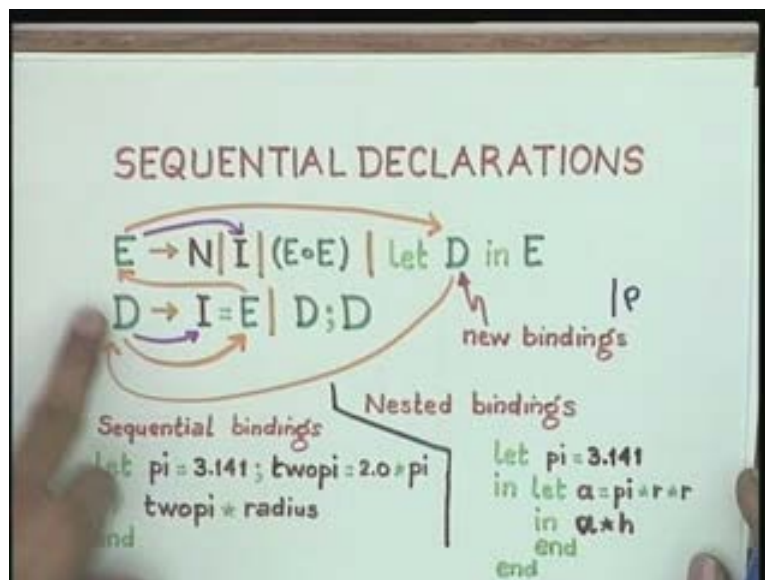 SEQUENTIAL DECLARATIONS
E → N | I | (E∘E) | let D in E
D → I = E | D ; D
|ρ
new bindings
Sequential bindings
let pi = 3.141 ; twopi = 2.0 * pi
twopi * radius
end
Nested bindings
let pi = 3.141
in let a = pi * r * r
in a * h
end
end